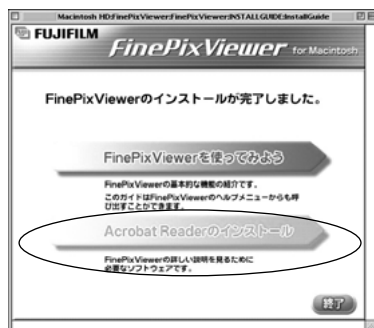 Macintosh HD:FinePixViewer:FinePixViewer:INSTALLGUIDE:InstallGuide
FUJIFILM
FinePixViewer for Macintosh
FinePixViewerのインストールが完了しました。
FinePixViewerを使ってみよう
FinePixViewerの基本的な機能の紹介です。
このガイドはFinePixViewerのヘルプメニューからも呼
び出すことができます。
Acrobat Readerのインストール
FinePixViewerの詳しい説明を見るために
必要なソフトウェアです。
終了